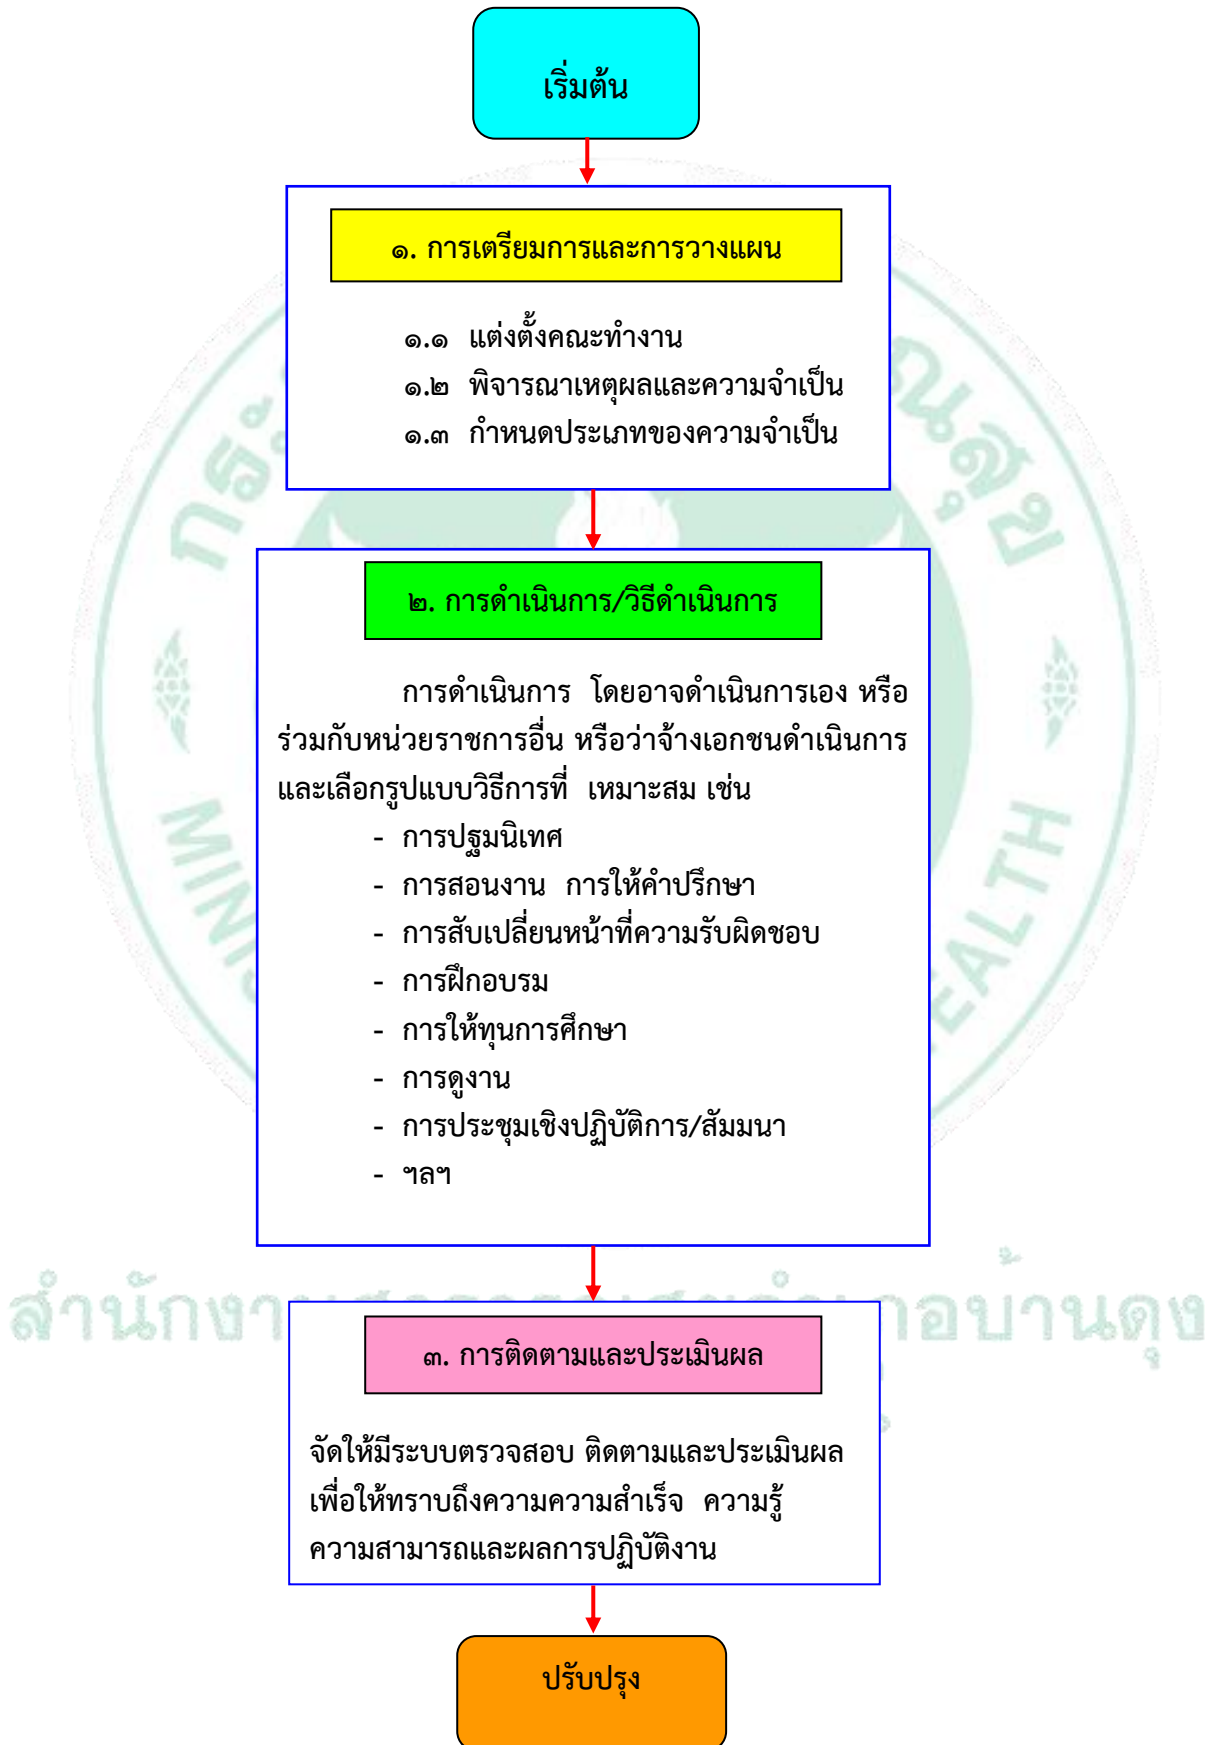 เริ่มต้น
๑. การเตรียมการและการวางแผน
๑.๑ แต่งตั้งคณะทำงาน
๑.๒ พิจารณาเหตุผลและความจำเป็น
๑.๓ กำหนดประเภทของความจำเป็น
๒. การดำเนินการ/วิธีดำเนินการ
การดำเนินการ โดยอาจดำเนินการเอง หรือ
ร่วมกับหน่วยราชการอื่น หรือว่าจ้างเอกชนดำเนินการ
และเลือกรูปแบบวิธีการที่ เหมาะสม เช่น
- การปฐมนิเทศ
- การสอนงาน การให้คำปรึกษา
- การสับเปลี่ยนหน้าที่ความรับผิดชอบ
- การฝึกอบรม
- การให้ทุนการศึกษา
- การดูงาน
- การประชุมเชิงปฏิบัติการ/สัมมนา
- ฯลฯ
๓. การติดตามและประเมินผล
จัดให้มีระบบตรวจสอบ ติดตามและประเมินผล
เพื่อให้ทราบถึงความความสำเร็จ ความรู้
ความสามารถและผลการปฏิบัติงาน
ปรับปรุง